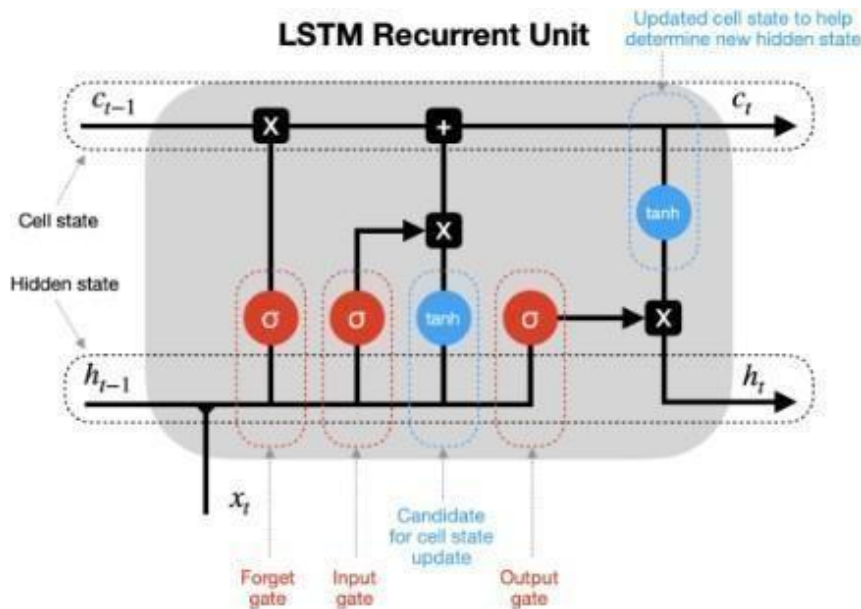 LSTM Recurrent Unit
Updated cell state to help
determine new hidden state
c_{t-1}
c_t
X
+
Cell state
X
tanh
Hidden state
σ
σ
tanh
σ
X
h_{t-1}
h_t
x_t
Candidate
for cell state
update
Forget
gate
Input
gate
Output
gate